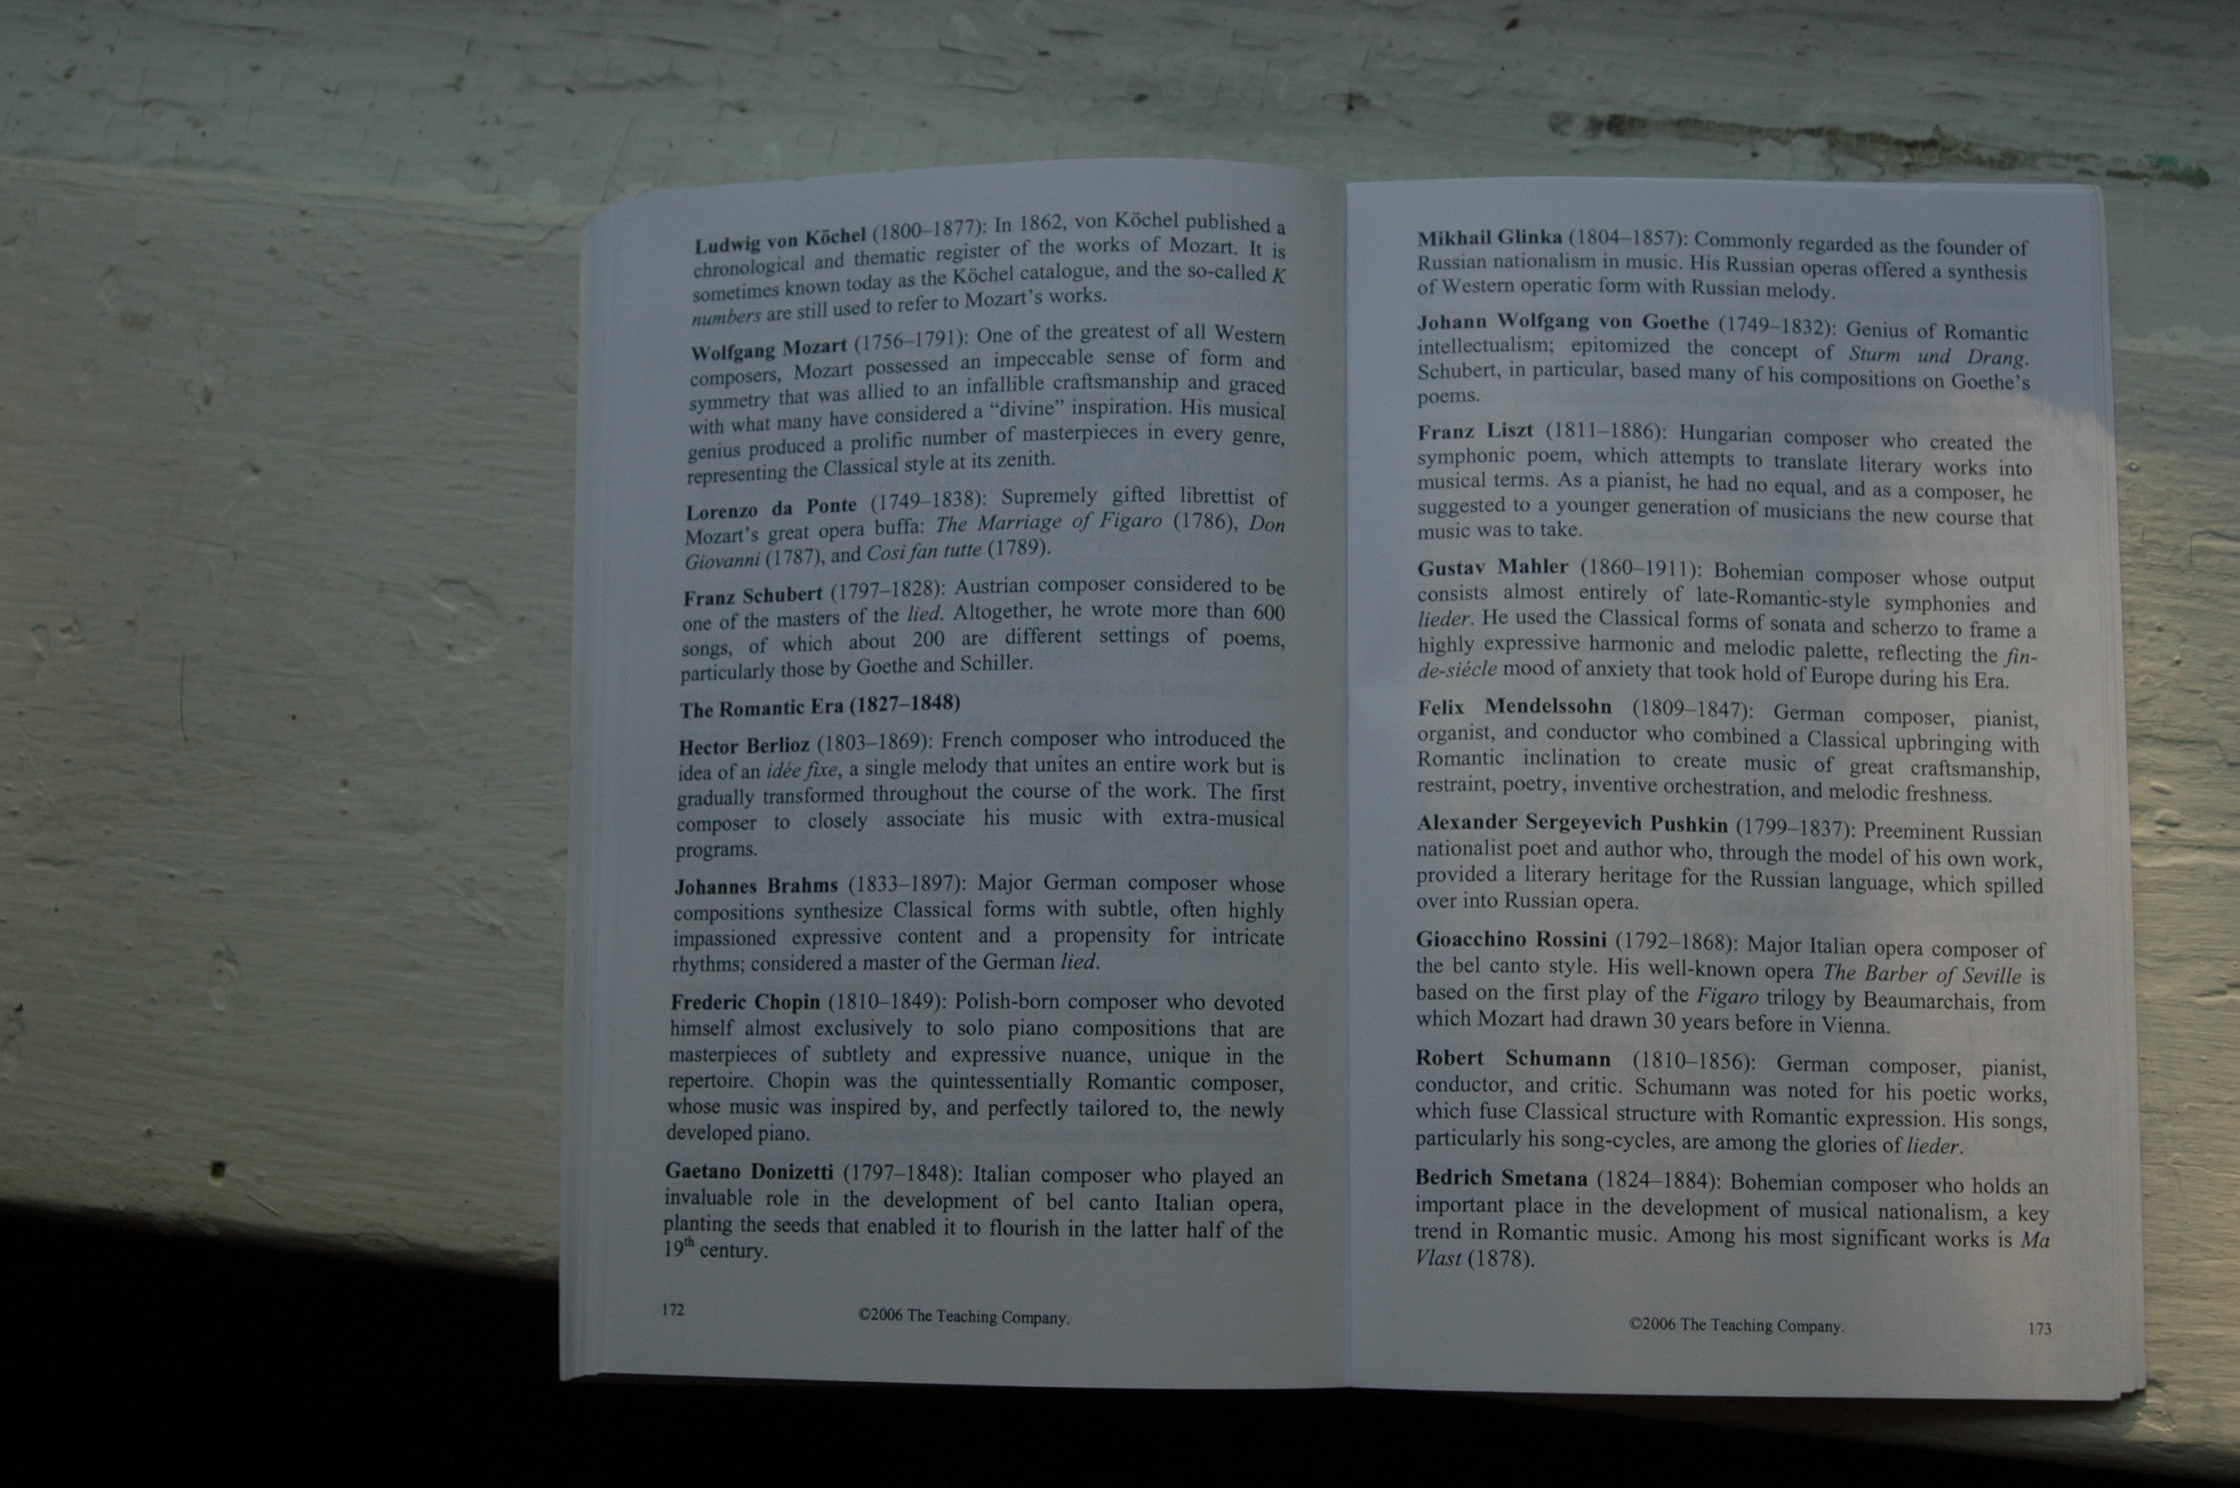 Ludwig von Köchel (1800–1877): In 1862, von Köchel published a
chronological and thematic register of the works of Mozart. It is
sometimes known today as the Köchel catalogue, and the so-called K
numbers are still used to refer to Mozart's works.
Wolfgang Mozart (1756–1791): One of the greatest of all Western
composers, Mozart possessed an impeccable sense of form and
symmetry that was allied to an infallible craftsmanship and graced
with what many have considered a “divine” inspiration. His musical
genius produced a prolific number of masterpieces in every genre,
representing the Classical style at its zenith.
Lorenzo da Ponte (1749–1838): Supremely gifted librettist of
Mozart's great opera buffa: The Marriage of Figaro (1786), Don
Giovanni (1787), and Cosi fan tutte (1789).
Franz Schubert (1797–1828): Austrian composer considered to be
one of the masters of the lied. Altogether, he wrote more than 600
songs, of which about 200 are different settings of poems,
particularly those by Goethe and Schiller.
The Romantic Era (1827–1848)
Hector Berlioz (1803–1869): French composer who introduced the
idea of an idée fixe, a single melody that unites an entire work but is
gradually transformed throughout the course of the work. The first
composer to closely associate his music with extra-musical
programs.
Johannes Brahms (1833–1897): Major German composer whose
compositions synthesize Classical forms with subtle, often highly
impassioned expressive content and a propensity for intricate
rhythms; considered a master of the German lied.
Frederic Chopin (1810–1849): Polish-born composer who devoted
himself almost exclusively to solo piano compositions that are
masterpieces of subtlety and expressive nuance, unique in the
repertoire. Chopin was the quintessentially Romantic composer,
whose music was inspired by, and perfectly tailored to, the newly
developed piano.
Gaetano Donizetti (1797–1848): Italian composer who played an
invaluable role in the development of bel canto Italian opera,
planting the seeds that enabled it to flourish in the latter half of the
19th century.
172 ©2006 The Teaching Company.
Mikhail Glinka (1804–1857): Commonly regarded as the founder of
Russian nationalism in music. His Russian operas offered a synthesis
of Western operatic form with Russian melody.
Johann Wolfgang von Goethe (1749–1832): Genius of Romantic
intellectualism; epitomized the concept of Sturm und Drang.
Schubert, in particular, based many of his compositions on Goethe's
poems.
Franz Liszt (1811–1886): Hungarian composer who created the
symphonic poem, which attempts to translate literary works into
musical terms. As a pianist, he had no equal, and as a composer, he
suggested to a younger generation of musicians the new course that
music was to take.
Gustav Mahler (1860–1911): Bohemian composer whose output
consists almost entirely of late-Romantic-style symphonies and
lieder. He used the Classical forms of sonata and scherzo to frame a
highly expressive harmonic and melodic palette, reflecting the fin-
de-siécle mood of anxiety that took hold of Europe during his Era.
Felix Mendelssohn (1809–1847): German composer, pianist,
organist, and conductor who combined a Classical upbringing with
Romantic inclination to create music of great craftsmanship,
restraint, poetry, inventive orchestration, and melodic freshness.
Alexander Sergeyevich Pushkin (1799–1837): Preeminent Russian
nationalist poet and author who, through the model of his own work,
provided a literary heritage for the Russian language, which spilled
over into Russian opera.
Gioacchino Rossini (1792–1868): Major Italian opera composer of
the bel canto style. His well-known opera The Barber of Seville is
based on the first play of the Figaro trilogy by Beaumarchais, from
which Mozart had drawn 30 years before in Vienna.
Robert Schumann (1810–1856): German composer, pianist,
conductor, and critic. Schumann was noted for his poetic works,
which fuse Classical structure with Romantic expression. His songs,
particularly his song-cycles, are among the glories of lieder.
Bedrich Smetana (1824–1884): Bohemian composer who holds an
important place in the development of musical nationalism, a key
trend in Romantic music. Among his most significant works is Ma
Vlast (1878).
©2006 The Teaching Company. 173